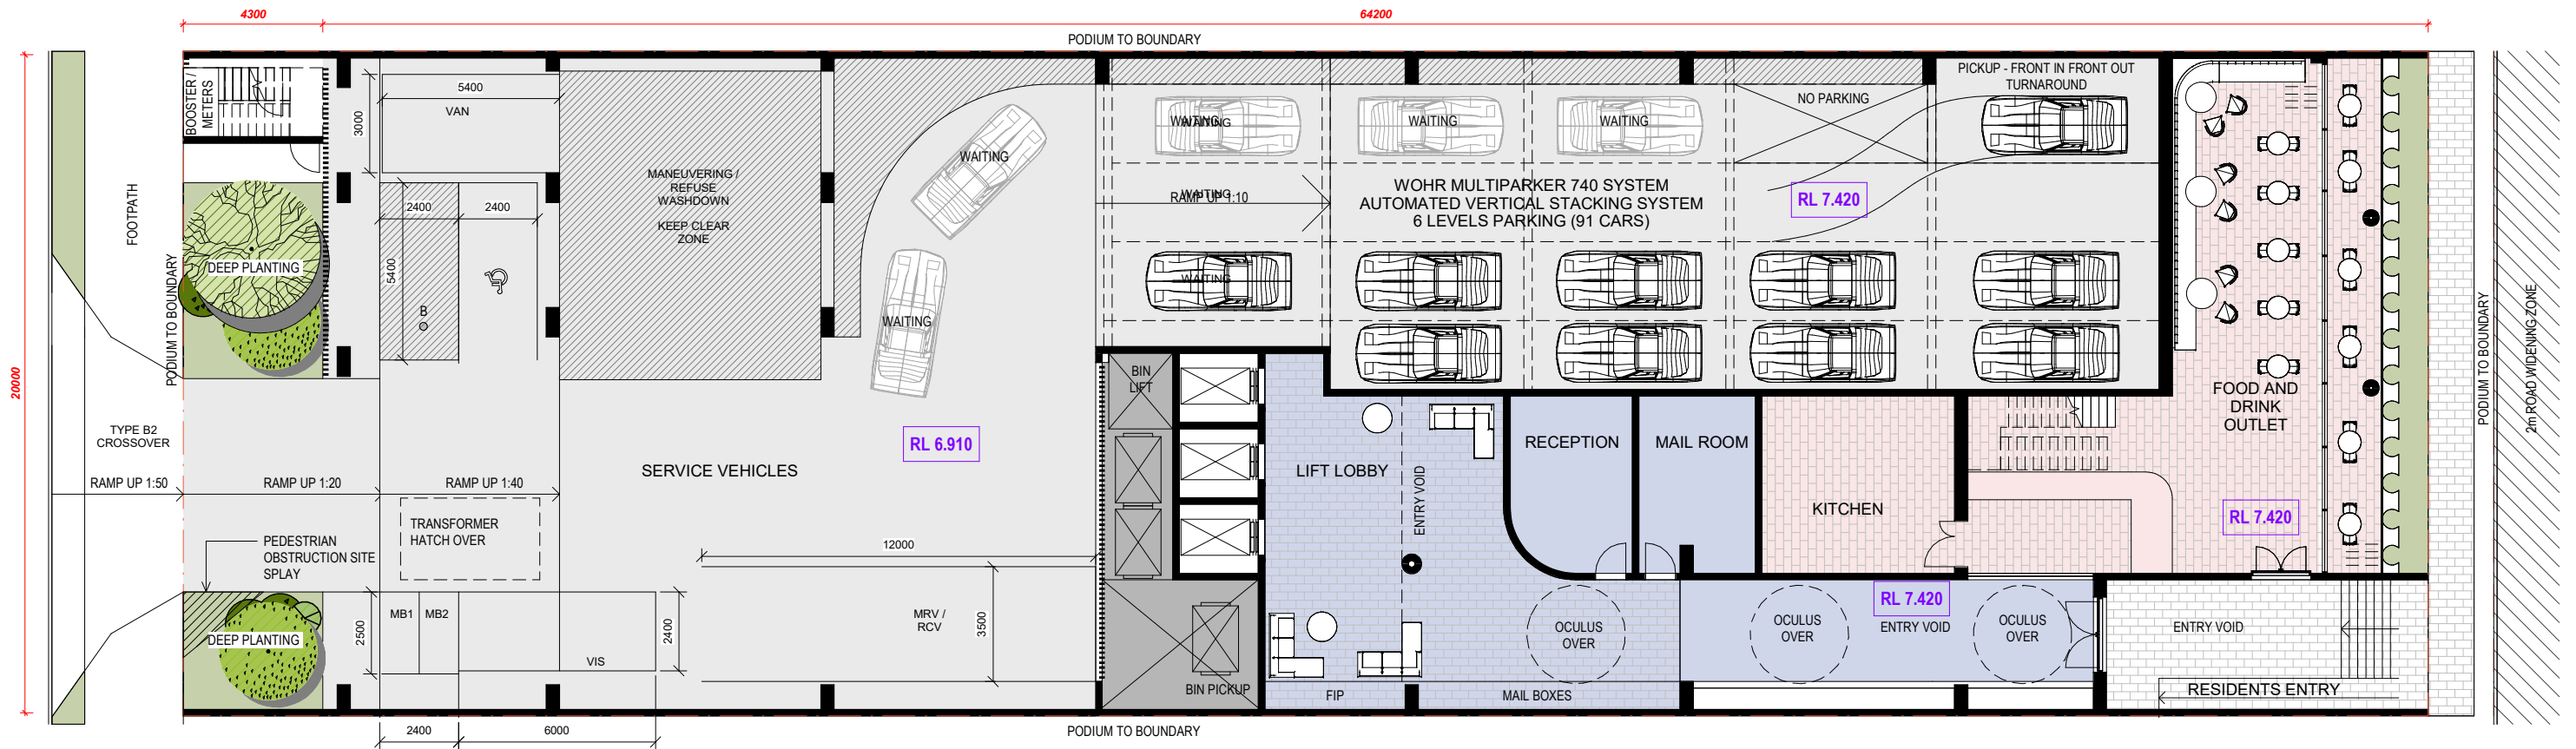 4300
64200
20000
PODIUM TO BOUNDARY
BOOSTER /
METERS
5400
VAN
3000
MANEUVERING /
REFUSE
WASHDOWN
KEEP CLEAR
ZONE
WAITING
WAITING
WAITING
WAITING
WAITING
WAITING
NO PARKING
PICKUP - FRONT IN FRONT OUT
TURNAROUND
WAITING
RAMP UP 1:10
WOHR MULTIPARKER 740 SYSTEM
AUTOMATED VERTICAL STACKING SYSTEM
6 LEVELS PARKING (91 CARS)
RL 7.420
WAITING
FOOTPATH
PODIUM TO BOUNDARY
DEEP PLANTING
2400
2400
5400
B
BIN
LIFT
FOOD AND
DRINK
OUTLET
PODIUM TO BOUNDARY
2m ROAD WIDENING ZONE
TYPE B2
CROSSOVER
RAMP UP 1:50
RAMP UP 1:20
RAMP UP 1:40
SERVICE VEHICLES
RL 6.910
LIFT LOBBY
ENTRY VOID
RECEPTION
MAIL ROOM
KITCHEN
RL 7.420
TRANSFORMER
HATCH OVER
PEDESTRIAN
OBSTRUCTION SITE
SPLAY
12000
DEEP PLANTING
2500
MB1
MB2
2400
VIS
MRV /
RCV
3500
BIN PICKUP
FIP
MAIL BOXES
OCULUS
OVER
OCULUS
OVER
RL 7.420
ENTRY VOID
OCULUS
OVER
ENTRY VOID
RESIDENTS ENTRY
2400
6000
PODIUM TO BOUNDARY